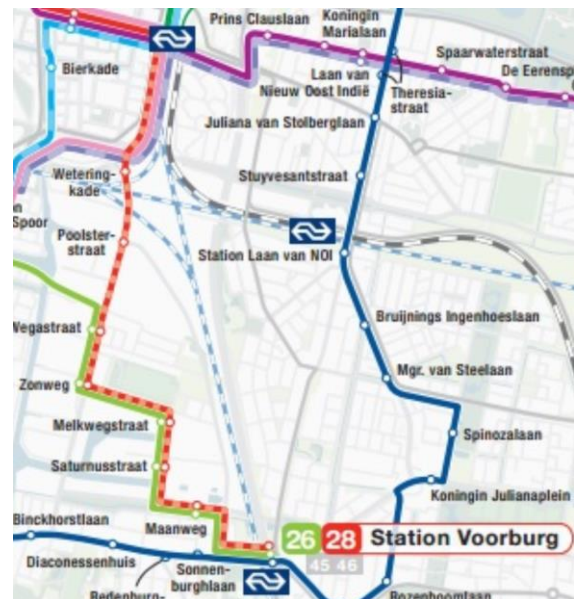 Prins Clauslaan
Koningin
Marialaan
Spaarwaterstraat
De Eerensp
Bierkade
Laan van
Nieuw Oost Indië
Theresia-
straat
Juliana van Stolberglaan
Wetering-
kade
Stuyvesantstraat
n
Spoor
Poolster-
straat
Station Laan van NOI
Wegastraat
Bruijnings Ingenhoeslaan
Zonweg
Mgr. van Steelaan
Melkwegstraat
Spinozalaan
Saturnusstraat
Koningin Julianaplein
Binckhorstlaan
Maanweg
26 28 Station Voorburg
45 46
Diaconessenhuis
Sonnen-
burghlaan